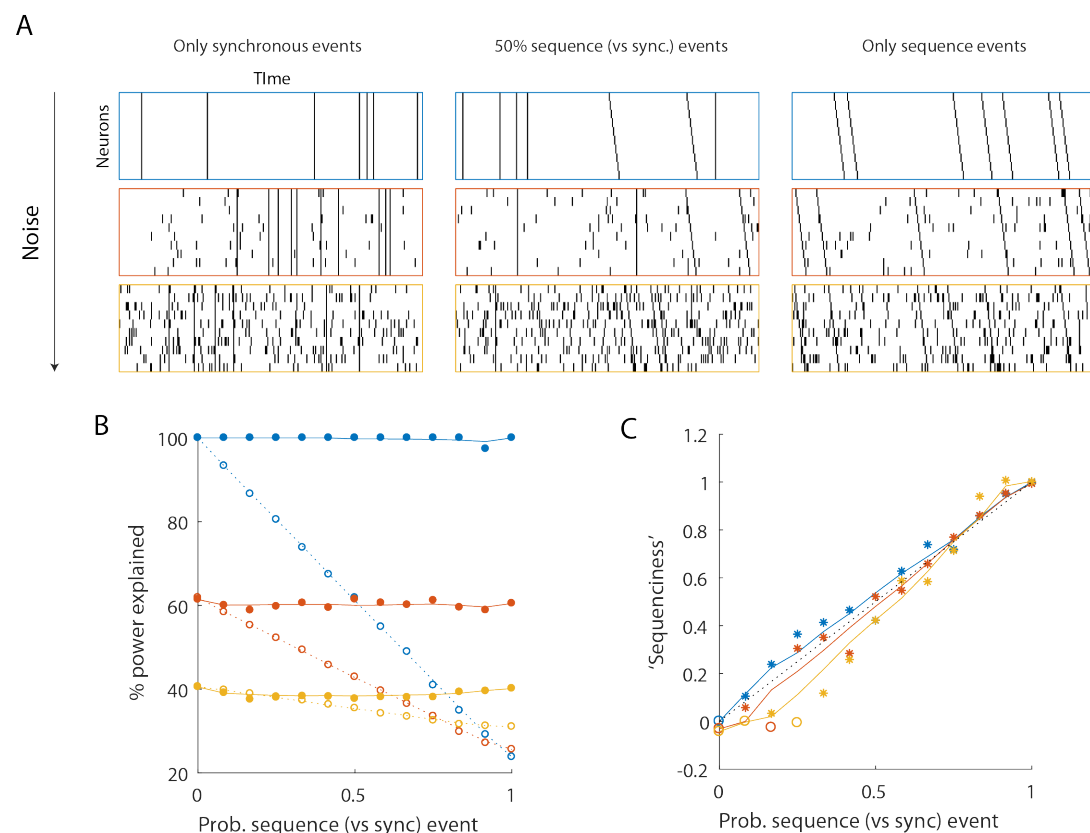 A
Only synchronous events
50% sequence (vs sync.) events
Only sequence events
TIme
Neurons
Noise
B
100
80
60
40
20
% power explained
0
0.5
1
Prob. sequence (vs sync) event
C
1.2
1
0.8
0.6
0.4
0.2
0
-0.2
‘Sequenciness’
0
0.5
1
Prob. sequence (vs sync) event